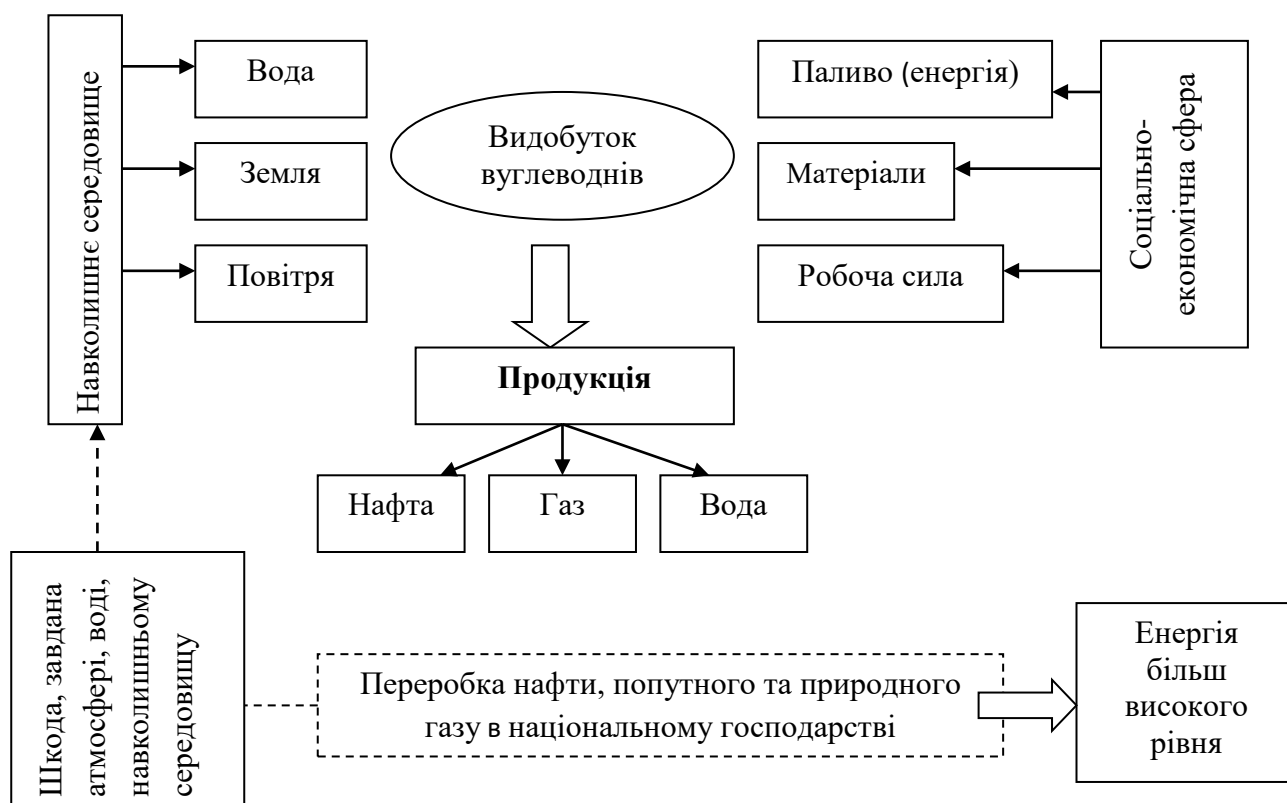 Навколишнє середовище
Вода
Земля
Повітря
Видобуток
вуглеводнів
Паливо (енергія)
Матеріали
Робоча сила
Соціально-
економічна сфера
Продукція
Нафта
Газ
Вода
Шкода, завдана
атмосфері, воді,
навколишньому
середовищу
Переробка нафти, попутного та природного
газу в національному господарстві
Енергія
більш
високого
рівня